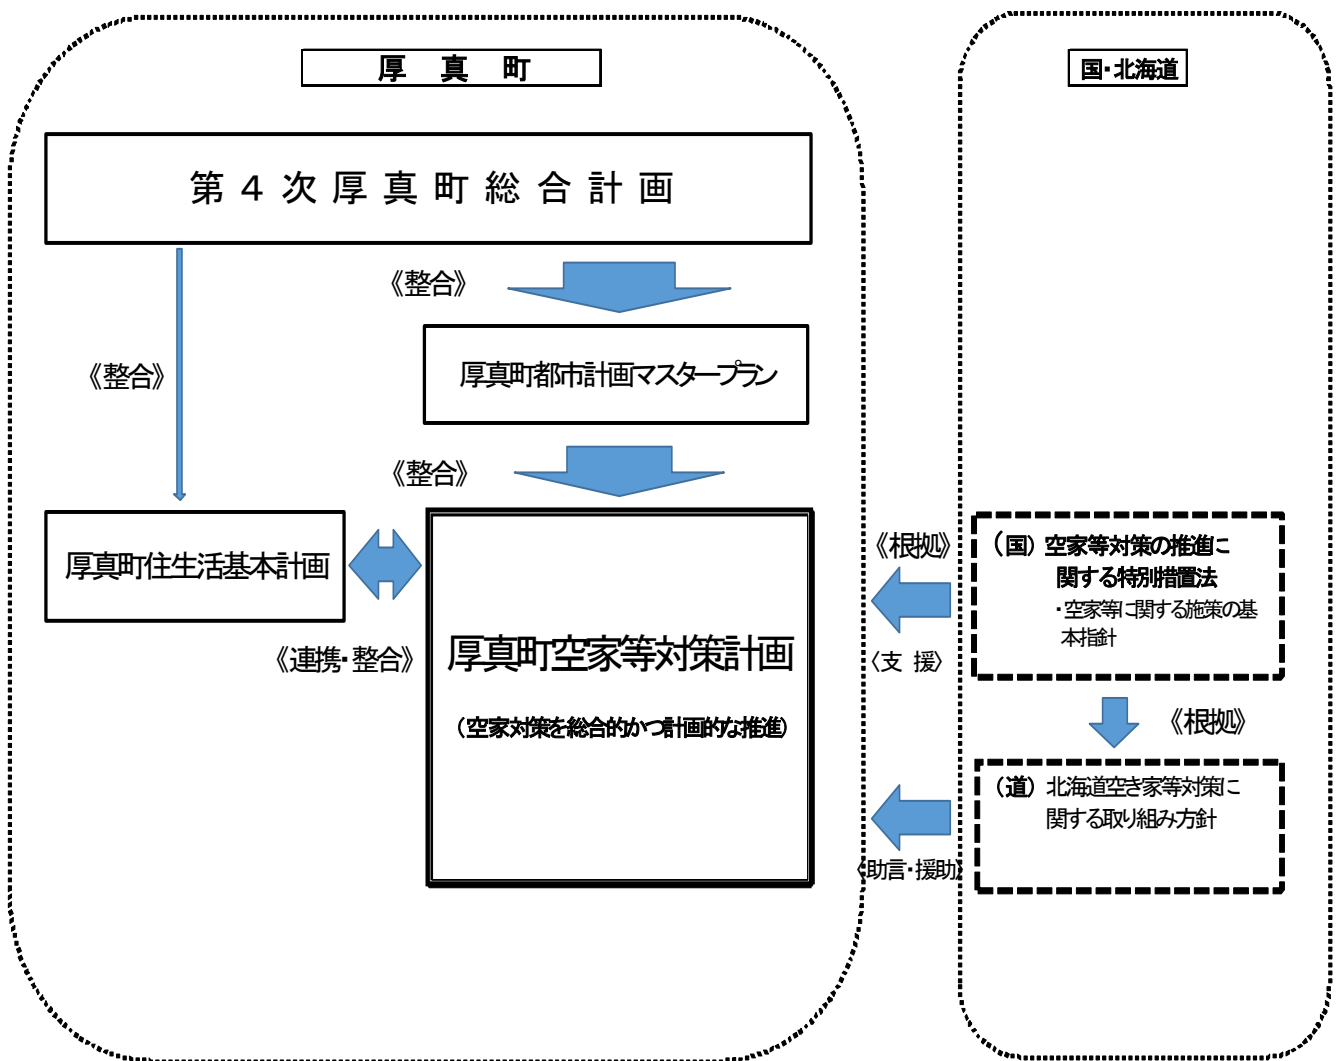 厚真町
第4次厚真町総合計画
《整合》
厚真町都市計画マスタープラン
《整合》
《整合》
厚真町住生活基本計画
《連携・整合》
厚真町空家等対策計画
(空家対策を総合的かつ計画的な推進)
国・北海道
《根拠》
〈支 援〉
(国) 空家等対策の推進に
関する特別措置法
・空家等に関する施策の基
本指針
《根拠》
(道) 北海道空き家等対策に
関する取り組み方針
〈助言・援助〉